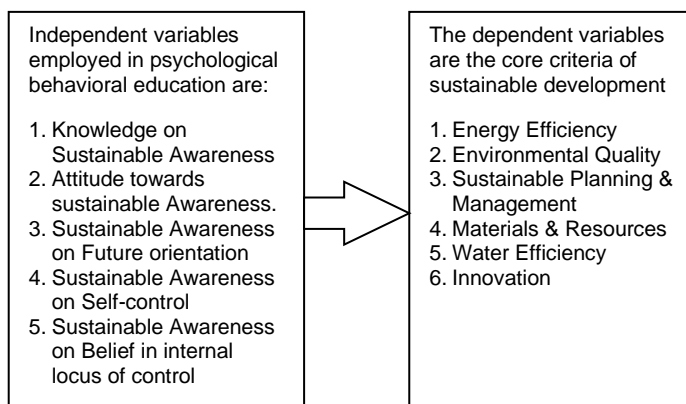 Independent variables
employed in psychological
behavioral education are:
1. Knowledge on
Sustainable Awareness
2. Attitude towards
sustainable Awareness.
3. Sustainable Awareness
on Future orientation
4. Sustainable Awareness
on Self-control
5. Sustainable Awareness
on Belief in internal
locus of control
The dependent variables
are the core criteria of
sustainable development
1. Energy Efficiency
2. Environmental Quality
3. Sustainable Planning &
Management
4. Materials & Resources
5. Water Efficiency
6. Innovation